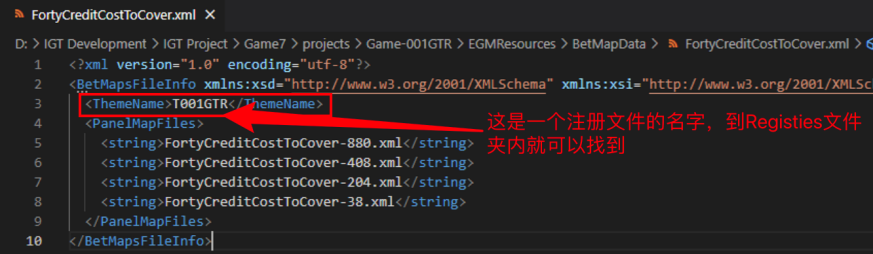 FortyCreditCostToCover.xml ×
D: > IGT Development > IGT Project > Game7 > projects > Game-001GTR > EGMResources > BetMapData > FortyCreditCostToCover.xml >
1 <?xml version="1.0" encoding="utf-8"?>
2 <BetMapsFileInfo xmlns:xsd="http://www.w3.org/2001/XMLSchema" xmlns:xsi="http://www.w3.org/2001/XMLSc
3 <ThemeName>T001GTR</ThemeName>
4 <PanelMapFiles>
5 <string>FortyCreditCostToCover-880.xml</string>
6 <string>FortyCreditCostToCover-408.xml</string>
7 <string>FortyCreditCostToCover-204.xml</string>
8 <string>FortyCreditCostToCover-38.xml</string>
9 </PanelMapFiles>
10 </BetMapsFileInfo>
这是一个注册文件的名字，到Registies文件
夹内就可以找到